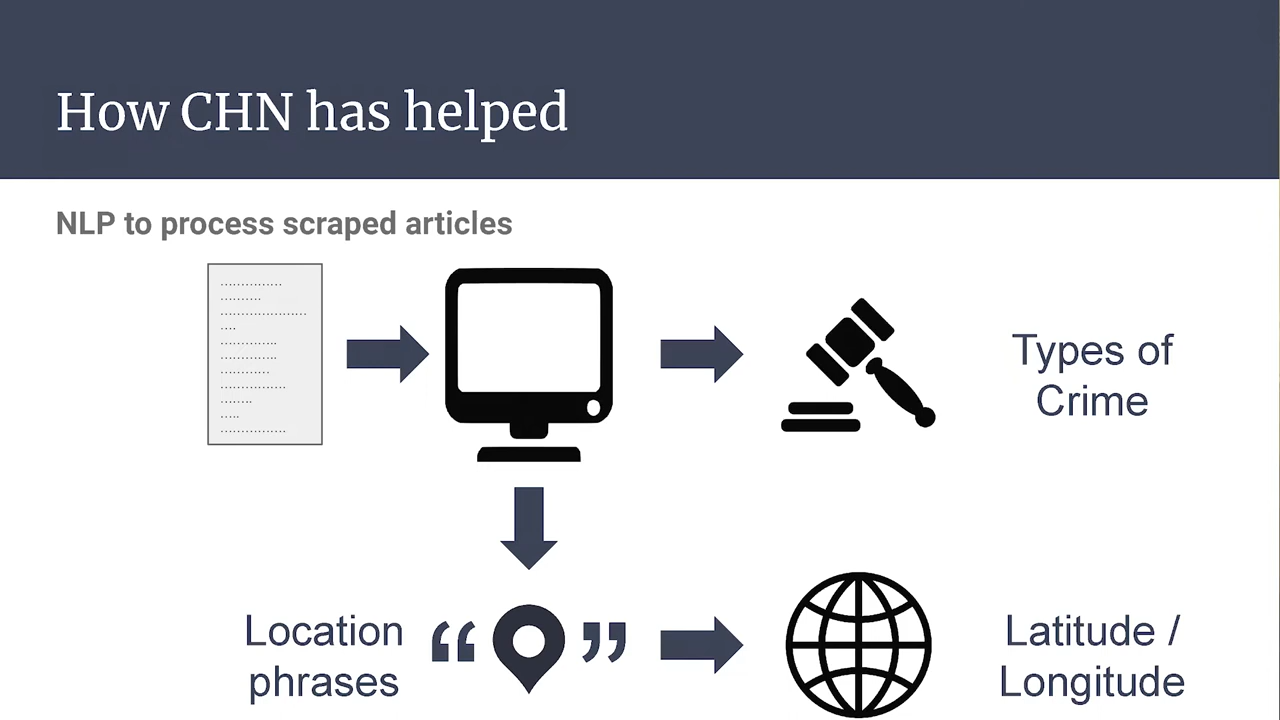 How CHN has helped
NLP to process scraped articles
Types of
Crime
Location
phrases
“ ”
Latitude /
Longitude